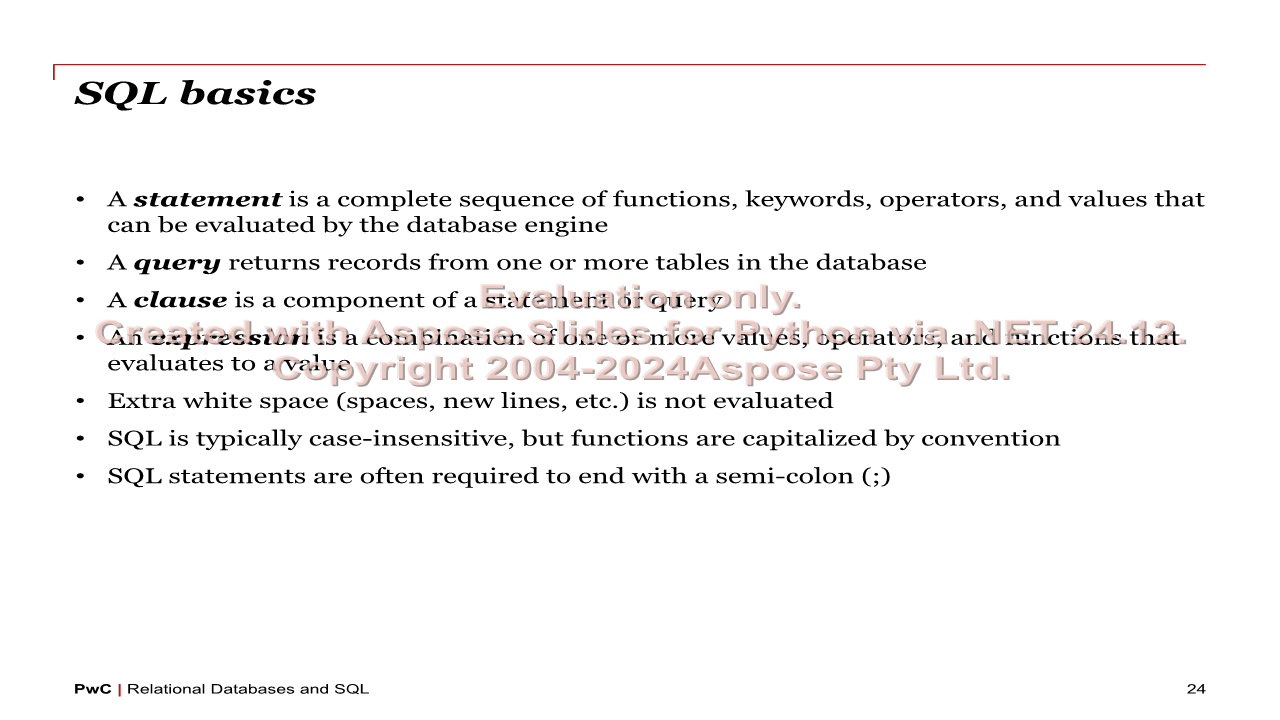 SQL basics
• A statement is a complete sequence of functions, keywords, operators, and values that
can be evaluated by the database engine
• A query returns records from one or more tables in the database
• A clause is a component of a statement or query
Evaluation only.
• An expression is a combination of one or more values, operators, and functions that
Created with Aspose.Slides for Python via .NET 24.12.
evaluates to a value
Copyright 2004-2024Aspose Pty Ltd.
• Extra white space (spaces, new lines, etc.) is not evaluated
• SQL is typically case-insensitive, but functions are capitalized by convention
• SQL statements are often required to end with a semi-colon (;)
PwC | Relational Databases and SQL
24